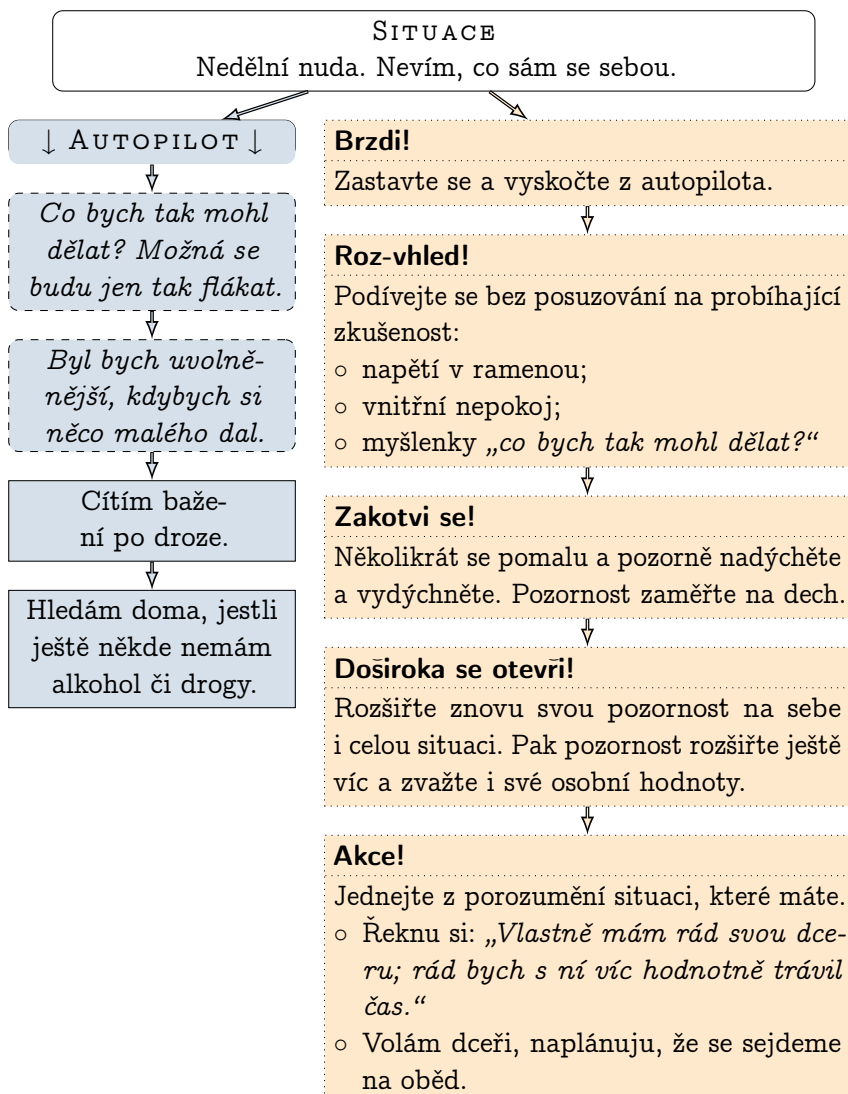 SITUACE
Nedělní nuda. Nevím, co sám se sebou.
↓ AUTOPILOT ↓
Co bych tak mohl
dělat? Možná se
budu jen tak flákat.
Byl bych uvolně-
nější, kdybych si
něco malého dal.
Cítím baže-
ní po droze.
Hledám doma, jestli
ještě někde nemám
alkohol či drogy.
Brzdi!
Zastavte se a vyskočte z autopilota.
Roz-vhled!
Podívejte se bez posuzování na probíhající
zkušenost:
◦ napětí v ramenou;
◦ vnitřní nepokoj;
◦ myšlenky „co bych tak mohl dělat?“
Zakotvi se!
Několikrát se pomalu a pozorně nadýchěte
a vydýchněte. Pozornost zaměřte na dech.
Doširoka se otevři!
Rozšiřte znovu svou pozornost na sebe
i celou situaci. Pak pozornost rozšiřte ještě
víc a zvažte i své osobní hodnoty.
Akce!
Jednejte z porozumění situaci, které máte.
◦ Řeknu si: „Vlastně mám rád svou dce-
ru; rád bych s ní víc hodnotně trávil
čas.“
◦ Volám dceři, naplánuju, že se sejdeme
na oběd.